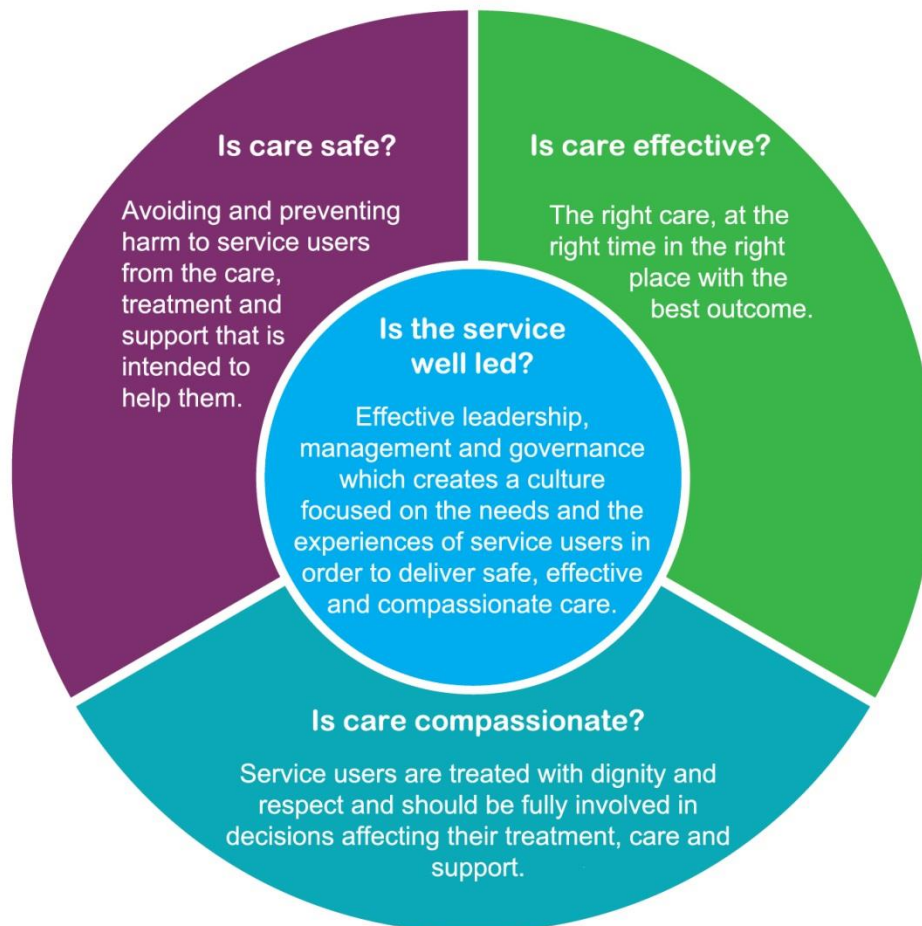 Is care safe?
Avoiding and preventing
harm to service users
from the care,
treatment and
support that is
intended to
help them.
Is care effective?
The right care, at the
right time in the right
place with the
best outcome.
Is the service
well led?
Effective leadership,
management and governance
which creates a culture
focused on the needs and the
experiences of service users in
order to deliver safe, effective
and compassionate care.
Is care compassionate?
Service users are treated with dignity and
respect and should be fully involved in
decisions affecting their treatment, care and
support.